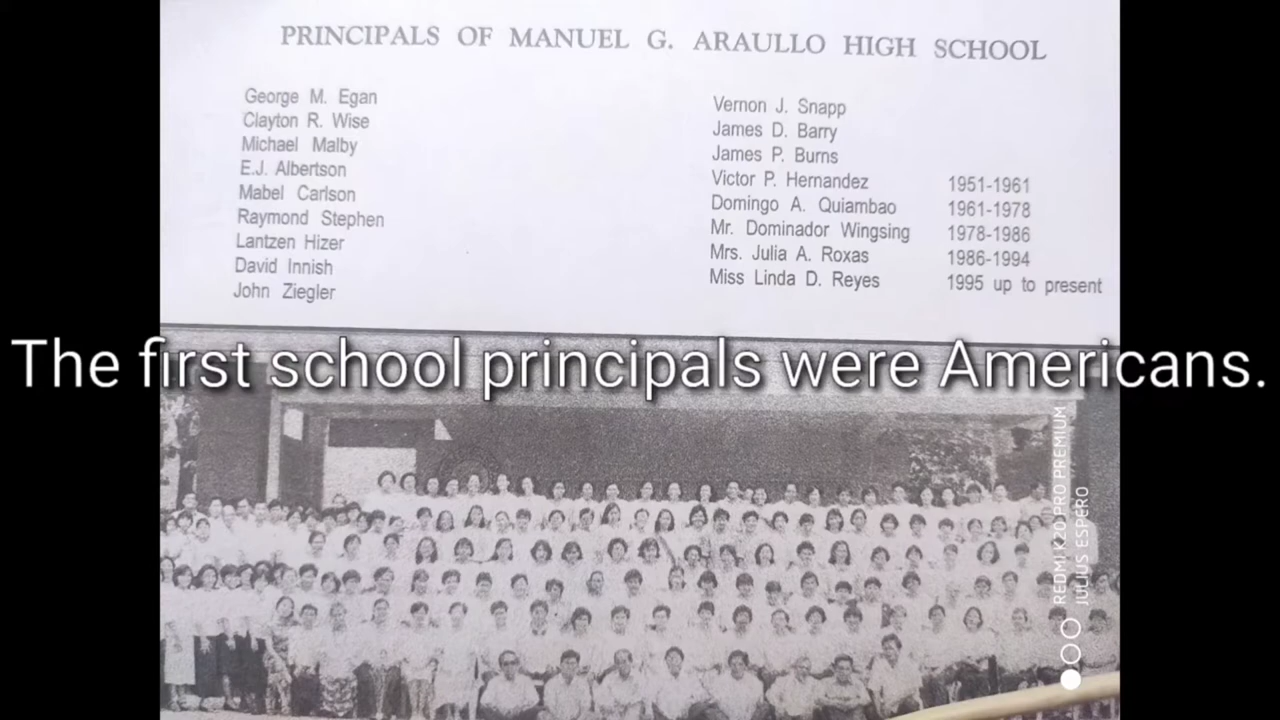 PRINCIPALS OF MANUEL G. ARAULLO HIGH SCHOOL
George M. Egan
Clayton R. Wise
Michael Malby
E.J. Albertson
Mabel Carlson
Raymond Stephen
Lantzen Hizer
David Innish
John Ziegler
Vernon J. Snapp
James D. Barry
James P. Burns
Victor P. Hernandez 1951-1961
Domingo A. Quiambao 1961-1978
Mr. Dominador Wingsing 1978-1986
Mrs. Julia A. Roxas 1986-1994
Miss Linda D. Reyes 1995 up to present
The first school principals were Americans.
REDMI K20 PRO PREMIUM
JULIUS ESPERO